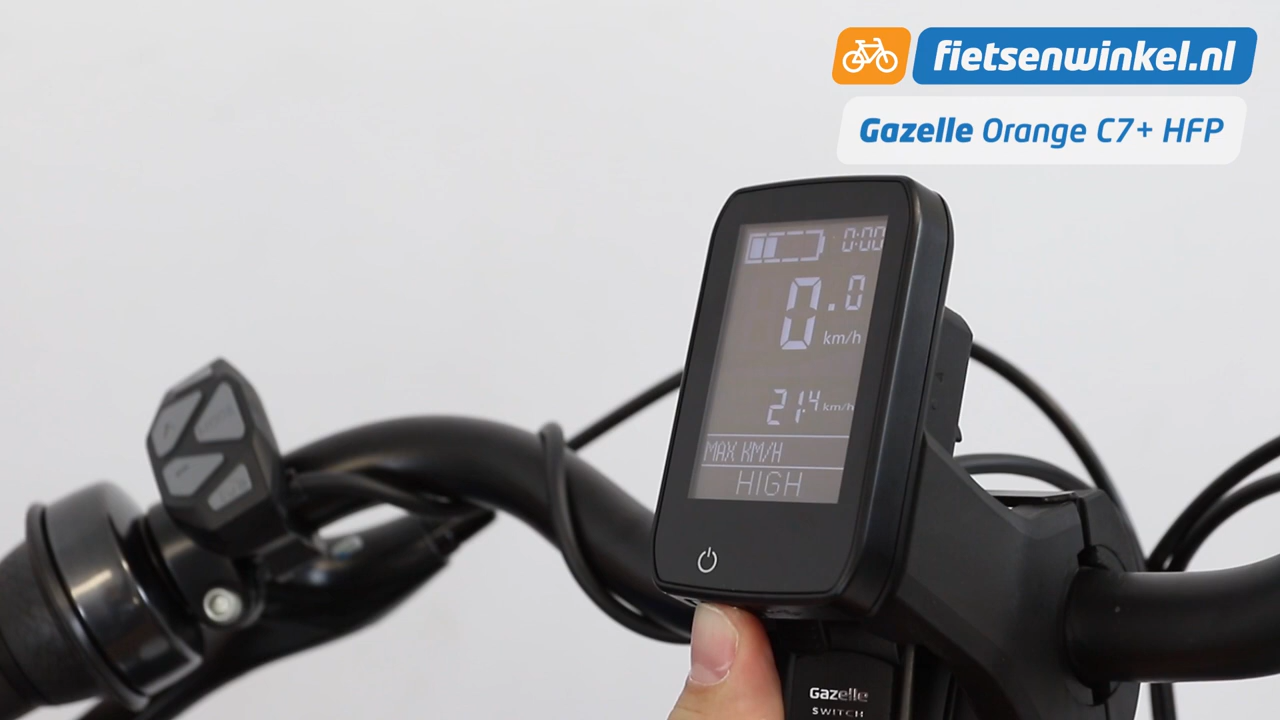 fietsenwinkel.nl
Gazelle Orange C7+ HFP
0:00
0.0
km/h
21.4 km/h
MAX KM/H
HIGH
Gazelle
SWITCH